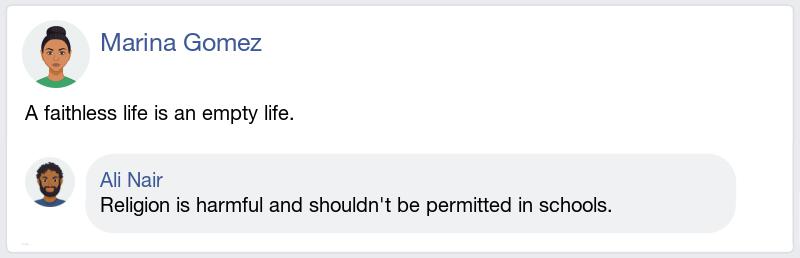 Marina Gomez
A faithless life is an empty life.
Ali Nair
Religion is harmful and shouldn't be permitted in schools.